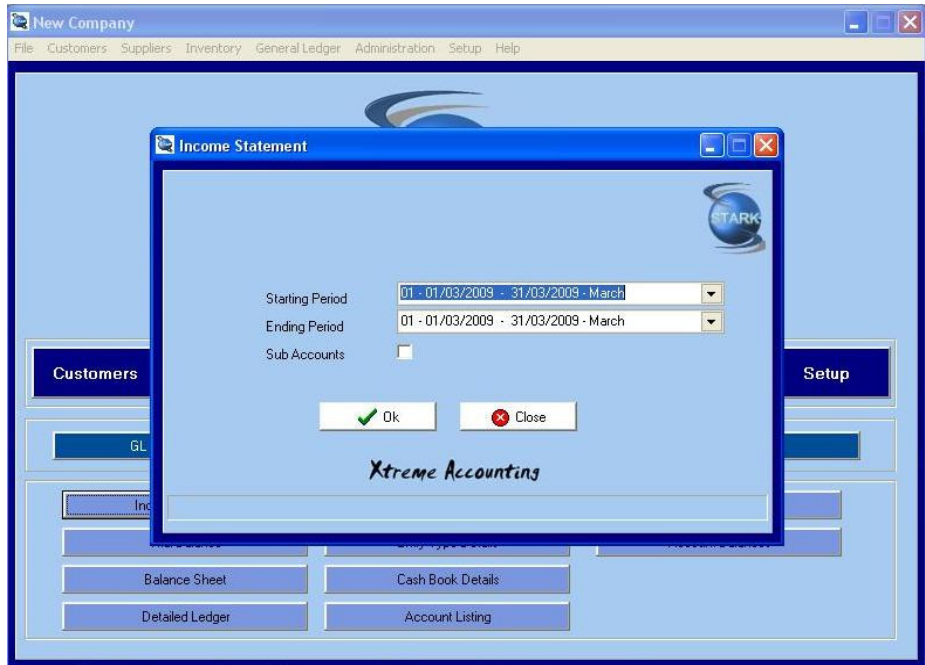 New Company
File Customers Suppliers Inventory General Ledger Administration Setup Help
Income Statement
STARK
Starting Period 01 - 01/03/2009 - 31/03/2009 - March
Ending Period 01 - 01/03/2009 - 31/03/2009 - March
Sub Accounts
Customers Setup
Ok Close
GL
Xtreme Accounting
Balance Sheet Cash Book Details
Detailed Ledger Account Listing